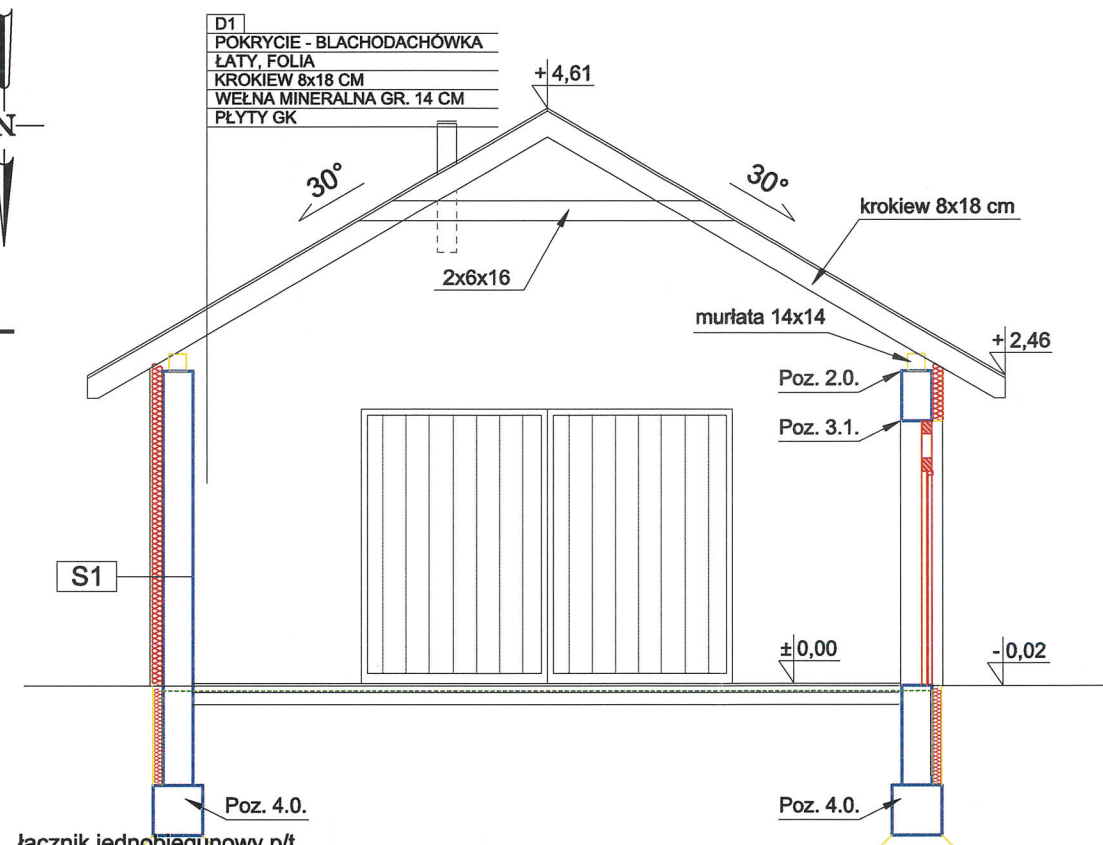 D1
POKRYCIE - BLACHODACHÓWKA
ŁATY, FOLIA
KROKIEW 8x18 CM
WEŁNA MINERALNA GR. 14 CM
PŁYTY GK
+4,61
N
30°
30°
krokiew 8x18 cm
2x6x16
murłata 14x14
+2,46
Poz. 2.0.
Poz. 3.1.
S1
±0,00
-0,02
Poz. 4.0.
Poz. 4.0.
łącznik jednobiegunowy p/t